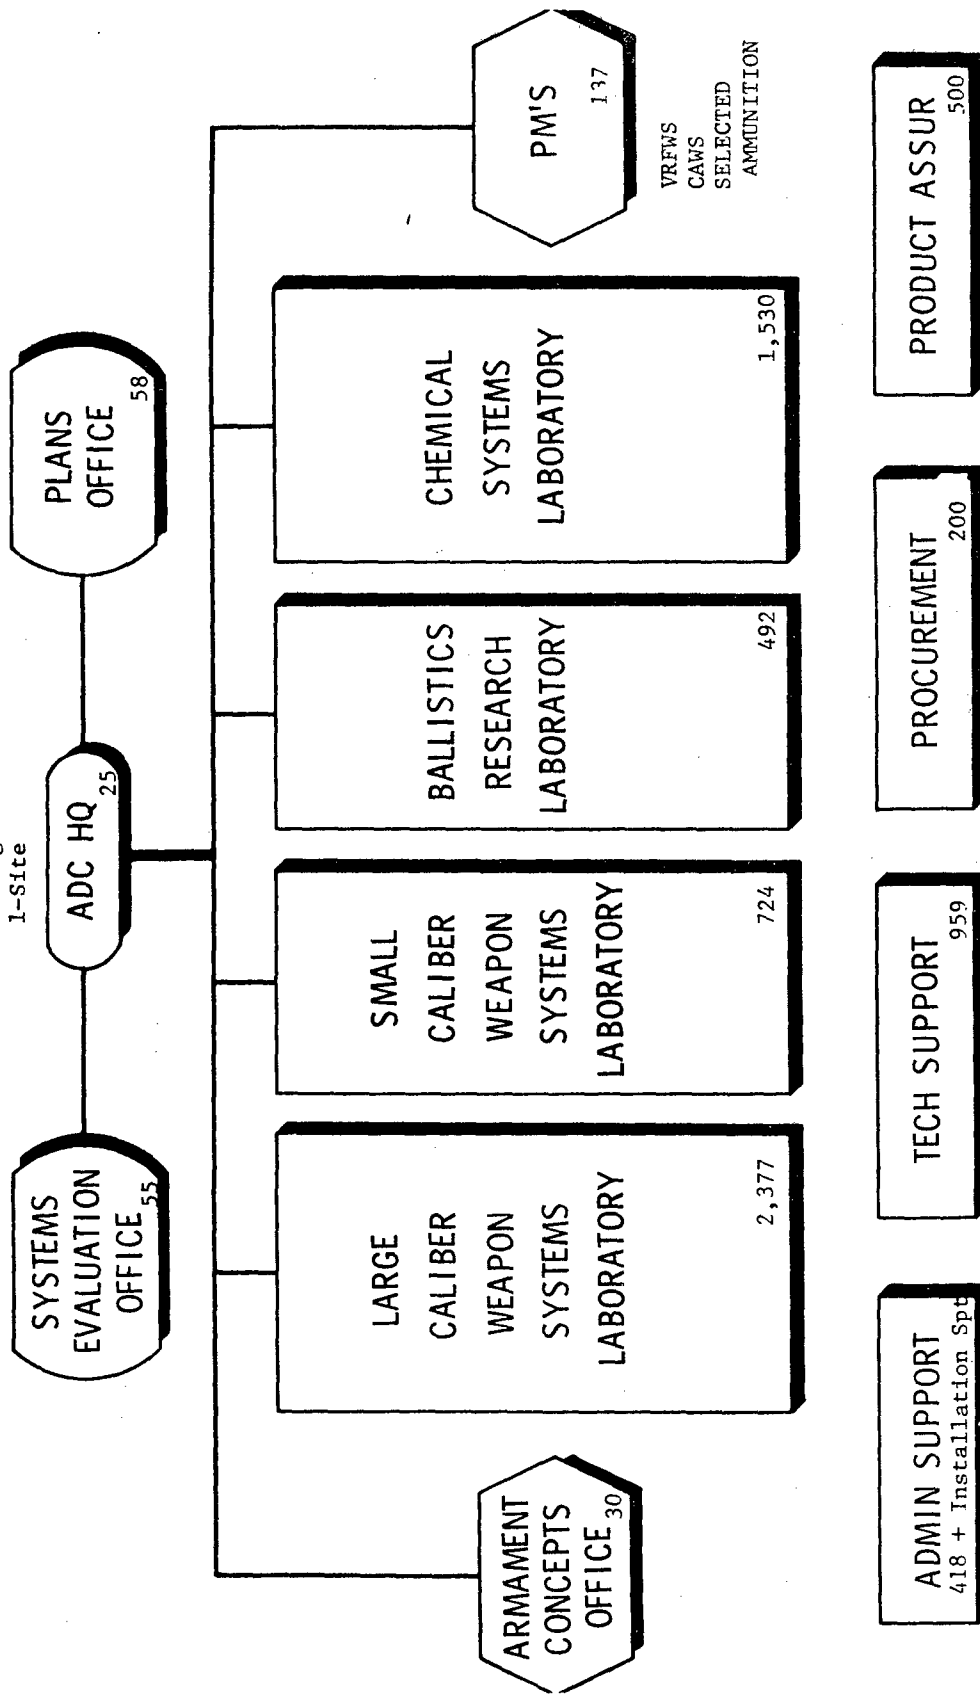 1-Site
ADC HQ
25
SYSTEMS
EVALUATION
OFFICE
55
PLANS
OFFICE
58
ARMAMENT
CONCEPTS
OFFICE
30
LARGE
CALIBER
WEAPON
SYSTEMS
LABORATORY
2,377
SMALL
CALIBER
WEAPON
SYSTEMS
LABORATORY
724
BALLISTICS
RESEARCH
LABORATORY
492
CHEMICAL
SYSTEMS
LABORATORY
1,530
PM'S
137
VRFWS
CAWS
SELECTED
AMMUNITION
ADMIN SUPPORT
418 + Installation Spt
TECH SUPPORT
959
PROCUREMENT
200
PRODUCT ASSUR
500